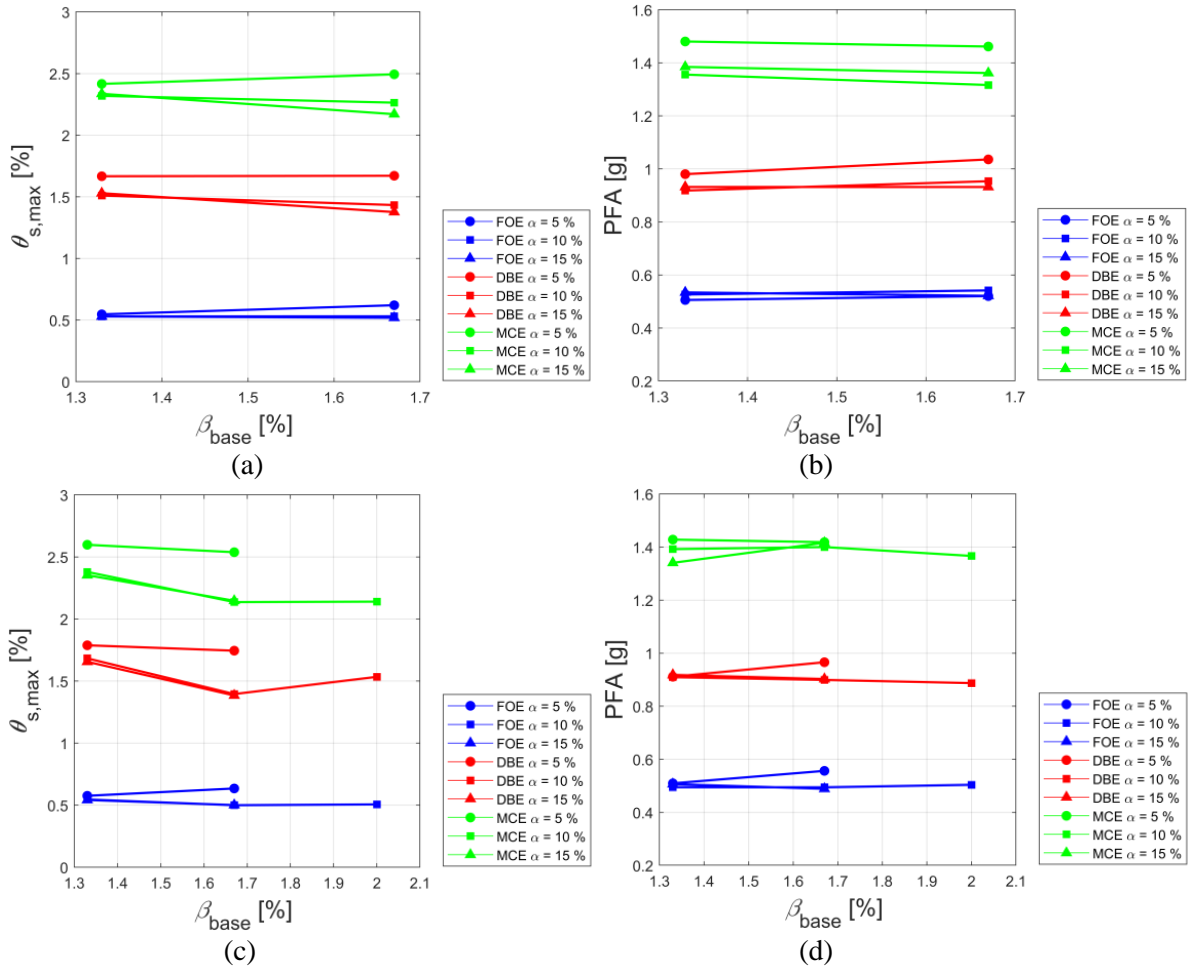 3
2.5
2
1.5
1
0.5
0
θs,max [%]
1.3 1.4 1.5 1.6 1.7
βbase [%]
FOE α = 5 %
FOE α = 10 %
FOE α = 15 %
DBE α = 5 %
DBE α = 10 %
DBE α = 15 %
MCE α = 5 %
MCE α = 10 %
MCE α = 15 %
(a)
1.6
1.4
1.2
1
0.8
0.6
0.4
0.2
PFA [g]
1.3 1.4 1.5 1.6 1.7
βbase [%]
FOE α = 5 %
FOE α = 10 %
FOE α = 15 %
DBE α = 5 %
DBE α = 10 %
DBE α = 15 %
MCE α = 5 %
MCE α = 10 %
MCE α = 15 %
(b)
3
2.5
2
1.5
1
0.5
0
θs,max [%]
1.3 1.4 1.5 1.6 1.7 1.8 1.9 2 2.1
βbase [%]
FOE α = 5 %
FOE α = 10 %
FOE α = 15 %
DBE α = 5 %
DBE α = 10 %
DBE α = 15 %
MCE α = 5 %
MCE α = 10 %
MCE α = 15 %
(c)
1.6
1.4
1.2
1
0.8
0.6
0.4
0.2
PFA [g]
1.3 1.4 1.5 1.6 1.7 1.8 1.9 2 2.1
βbase [%]
FOE α = 5 %
FOE α = 10 %
FOE α = 15 %
DBE α = 5 %
DBE α = 10 %
DBE α = 15 %
MCE α = 5 %
MCE α = 10 %
MCE α = 15 %
(d)